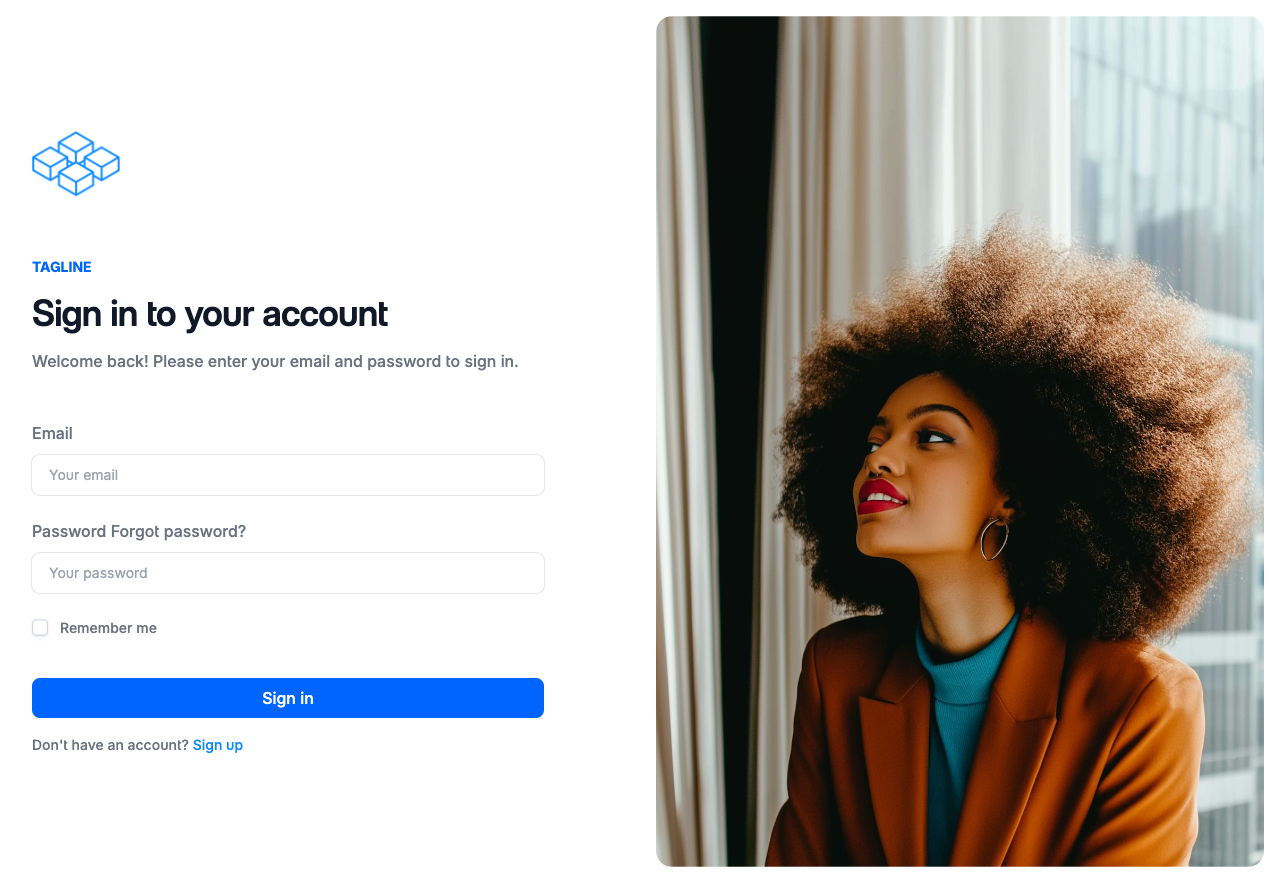 TAGLINE
Sign in to your account
Welcome back! Please enter your email and password to sign in.
Email
Your email
Password Forgot password?
Your password
Remember me
Sign in
Don't have an account? Sign up